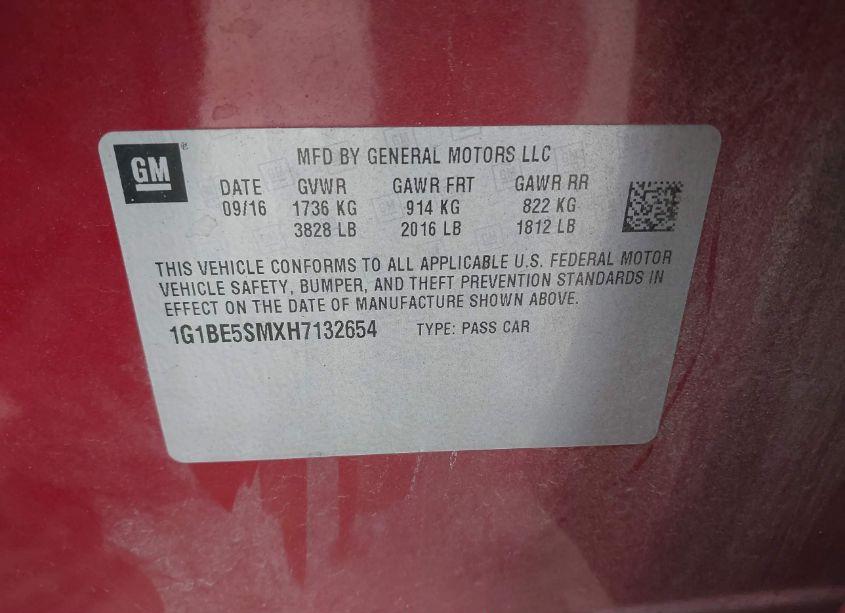 GM ®
MFD BY GENERAL MOTORS LLC
DATE GVWR GAWR FRT GAWR RR
09/16 1736 KG 914 KG 822 KG
3828 LB 2016 LB 1812 LB
THIS VEHICLE CONFORMS TO ALL APPLICABLE U.S. FEDERAL MOTOR
VEHICLE SAFETY, BUMPER, AND THEFT PREVENTION STANDARDS IN
EFFECT ON THE DATE OF MANUFACTURE SHOWN ABOVE.
1G1BE5SMXH7132654 TYPE: PASS CAR